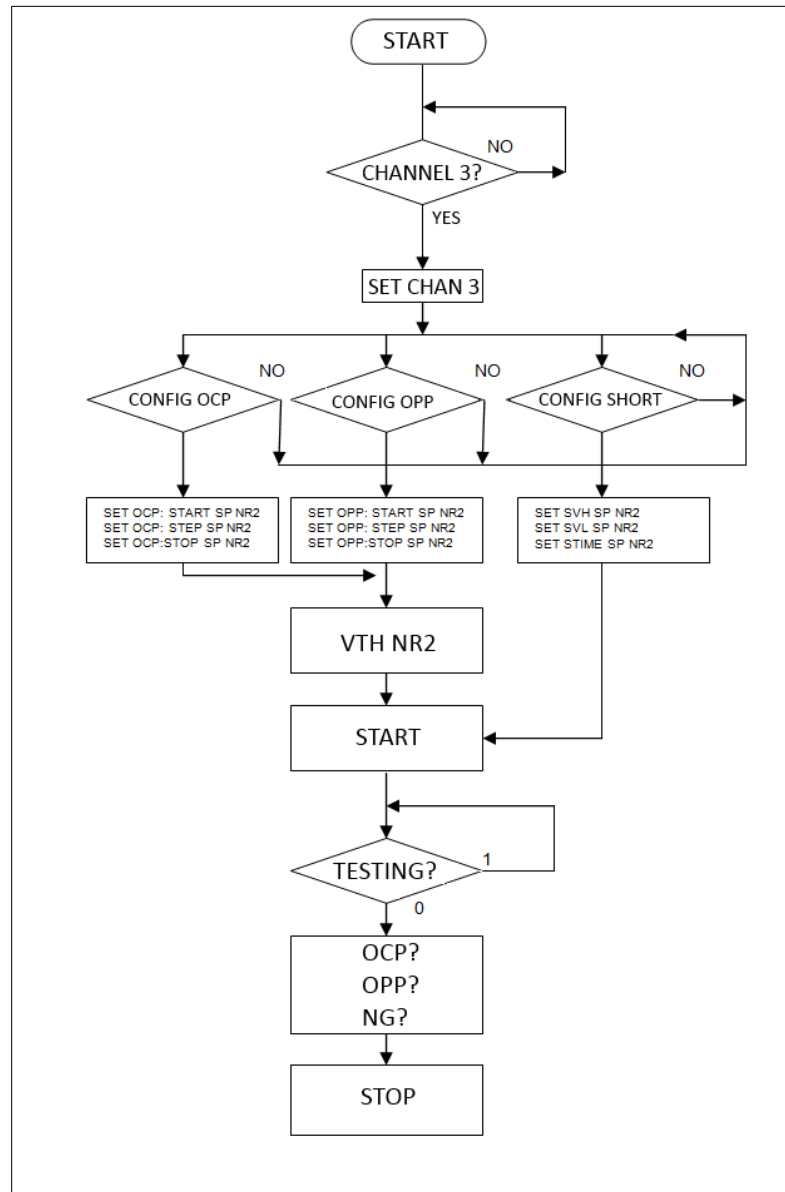 START
NO
CHANNEL 3?
YES
SET CHAN 3
NO
NO
NO
CONFIG OCP
CONFIG OPP
CONFIG SHORT
SET OCP: START SP NR2
SET OCP: STEP SP NR2
SET OCP:STOP SP NR2
SET OPP: START SP NR2
SET OPP: STEP SP NR2
SET OPP:STOP SP NR2
SET SVH SP NR2
SET SVL SP NR2
SET STIME SP NR2
VTH NR2
START
TESTING?
1
0
OCP?
OPP?
NG?
STOP